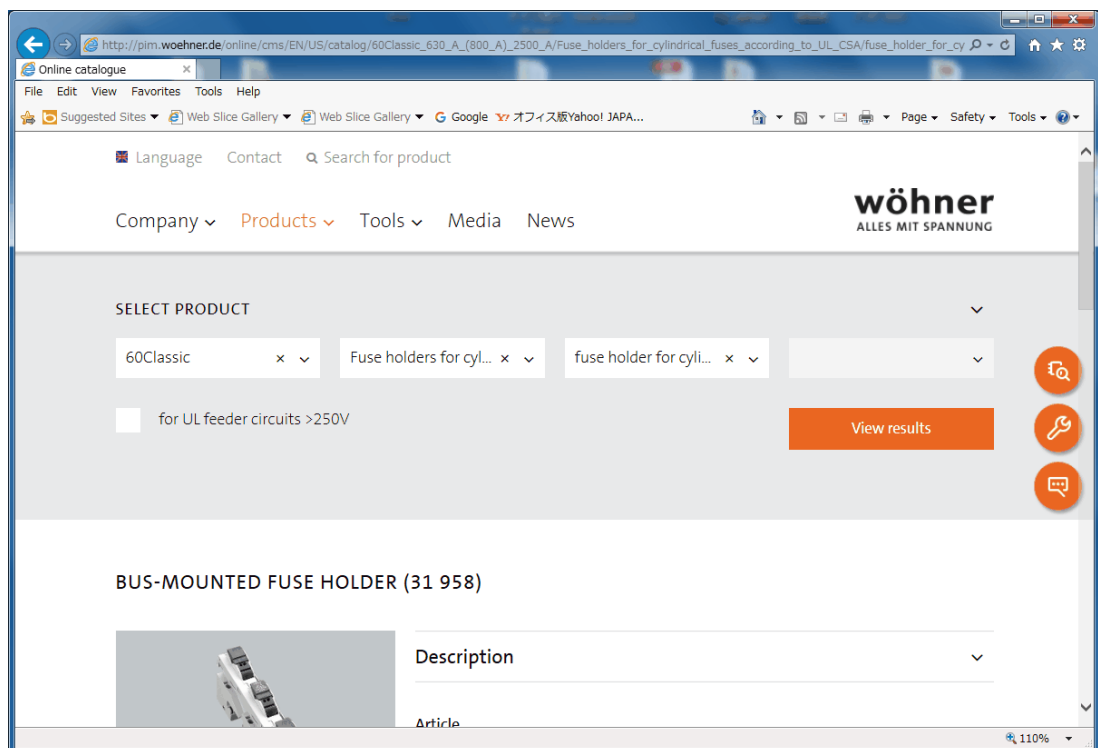 http://pim.woehner.de/online/cms/EN/US/catalog/60Classic_630_A_(800_A)_2500_A/Fuse_holders_for_cylindrical_fuses_according_to_UL_CSA/fuse_holder_for_cy
Online catalogue
File Edit View Favorites Tools Help
Suggested Sites Web Slice Gallery Web Slice Gallery Google オフィス版Yahoo! JAPA... Page Safety Tools
Language Contact Search for product
Company Products Tools Media News
wöhner
ALLES MIT SPANNUNG
SELECT PRODUCT
60Classic × Fuse holders for cyl... × fuse holder for cyli... ×
for UL feeder circuits >250V
View results
BUS-MOUNTED FUSE HOLDER (31 958)
Description
Article
110%